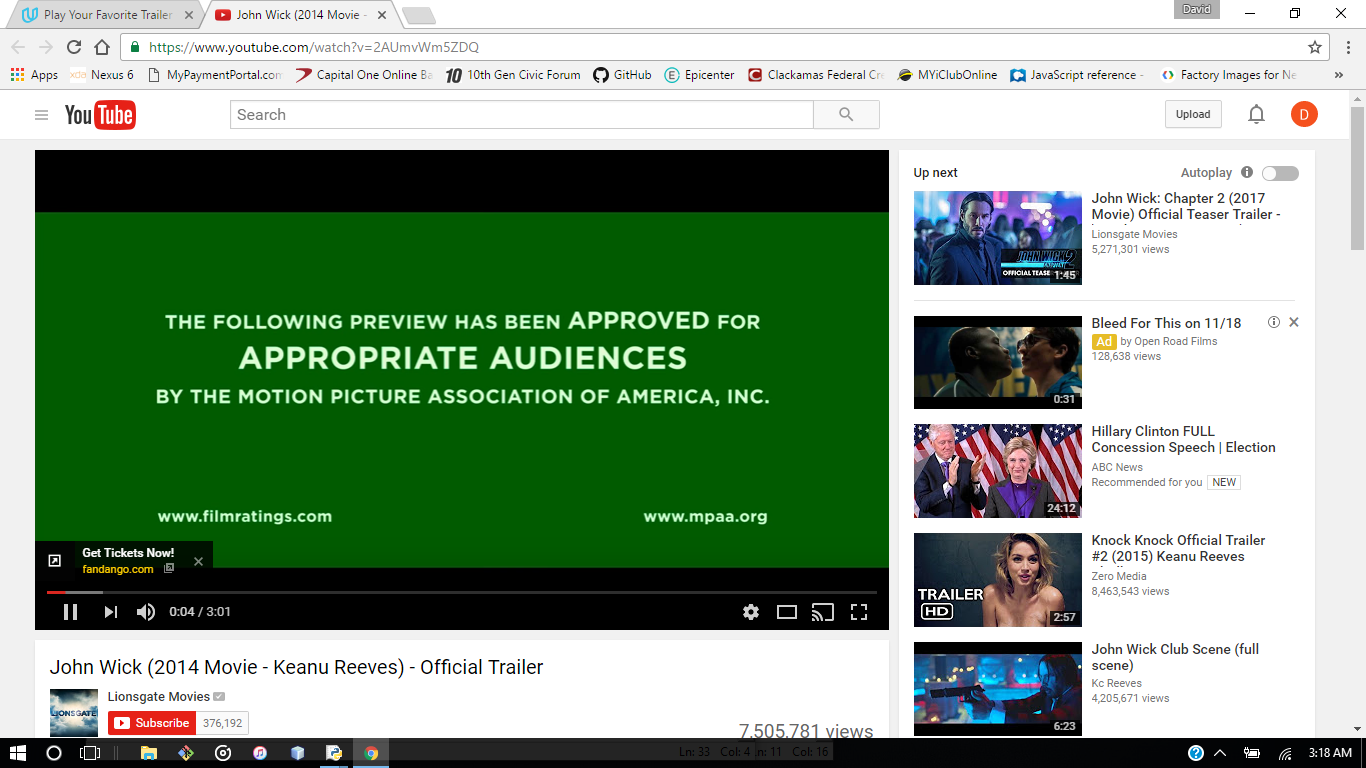 Play Your Favorite Trailer
John Wick (2014 Movie -
David
https://www.youtube.com/watch?v=2AUmvWm5ZDQ
Apps
Nexus 6
MyPaymentPortal.com
Capital One Online Ba
10th Gen Civic Forum
GitHub
Epicenter
Clackamas Federal Cre
MYiClubOnline
JavaScript reference -
Factory Images for Ne
»
YouTube
Search
Upload
D
THE FOLLOWING PREVIEW HAS BEEN APPROVED FOR
APPROPRIATE AUDIENCES
BY THE MOTION PICTURE ASSOCIATION OF AMERICA, INC.
www.filmratings.com
www.mpaa.org
Get Tickets Now!
fandango.com
0:04 / 3:01
John Wick (2014 Movie - Keanu Reeves) - Official Trailer
LIONSGATE
Lionsgate Movies
Subscribe
376,192
7,505,781 views
Up next
Autoplay
JOHN WICK 2
OFFICIAL TEASE
1:45
John Wick: Chapter 2 (2017
Movie) Official Teaser Trailer -
Lionsgate Movies
5,271,301 views
0:31
Bleed For This on 11/18
Ad by Open Road Films
128,638 views
24:12
Hillary Clinton FULL
Concession Speech | Election
ABC News
Recommended for you NEW
TRAILER
HD
2:57
Knock Knock Official Trailer
#2 (2015) Keanu Reeves
Zero Media
8,463,543 views
6:23
John Wick Club Scene (full
scene)
Kc Reeves
4,205,671 views
Ln: 33 Col: 4
n: 11 Col: 16
3:18 AM